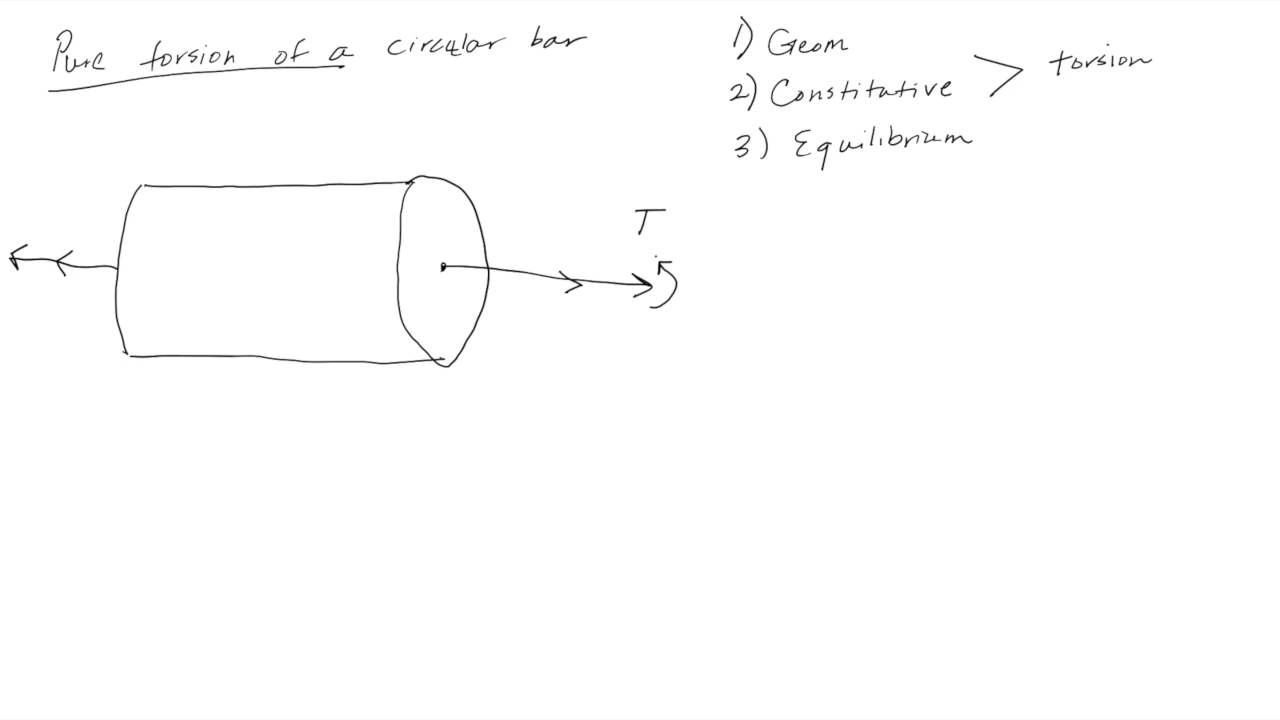 Pure torsion of a circular bar
1) Geom
2) Constitutive
3) Equilibrium
> torsion
T